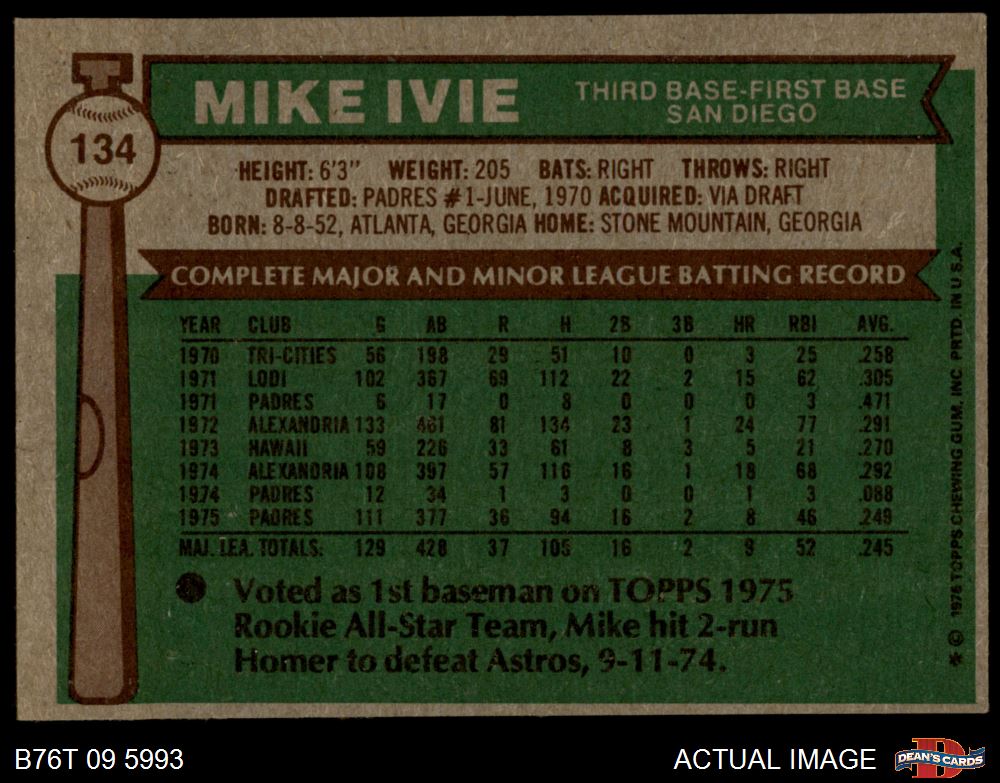 MIKE IVIE
THIRD BASE-FIRST BASE
SAN DIEGO
134
HEIGHT: 6'3" WEIGHT: 205 BATS: RIGHT THROWS: RIGHT
DRAFTED: PADRES #1-JUNE, 1970 ACQUIRED: VIA DRAFT
BORN: 8-8-52, ATLANTA, GEORGIA HOME: STONE MOUNTAIN, GEORGIA
COMPLETE MAJOR AND MINOR LEAGUE BATTING RECORD
YEAR CLUB G AB R H 2B 3B HR RBI AVG.
1970 TRI-CITIES 56 198 29 51 10 0 3 25 .258
1971 LODI 102 367 69 112 22 2 15 62 .305
1971 PADRES 6 17 0 8 0 0 0 3 .471
1972 ALEXANDRIA 133 461 81 134 23 1 24 77 .291
1973 HAWAII 59 226 33 61 8 3 5 21 .270
1974 ALEXANDRIA 108 397 57 116 16 1 18 68 .292
1974 PADRES 12 34 1 3 0 0 1 3 .088
1975 PADRES 111 377 36 94 16 2 8 46 .249
MAJ. LEA. TOTALS: 129 428 37 105 16 2 9 52 .245
Voted as 1st baseman on TOPPS 1975
Rookie All-Star Team, Mike hit 2-run
Homer to defeat Astros, 9-11-74.
* © 1976 TOPPS CHEWING GUM, INC. PRTD. IN U.S.A.
B76T 09 5993
ACTUAL IMAGE
D
DEAN'S CARDS